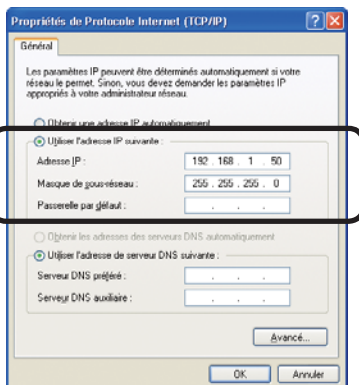 Propriétés de Protocole Internet (TCP/IP)
Général
Les paramètres IP peuvent être déterminés automatiquement si votre
réseau le permet. Sinon, vous devez demander les paramètres IP
appropriés à votre administrateur réseau.
Obtenir une adresse IP automatiquement
Utiliser l'adresse IP suivante :
Adresse IP : 192 . 168 . 1 . 50
Masque de sous-réseau : 255 . 255 . 255 . 0
Passerelle par défaut : . . .
Obtenir les adresses des serveurs DNS automatiquement
Utiliser l'adresse de serveur DNS suivante :
Serveur DNS préféré : . . .
Serveur DNS auxiliaire : . . .
Avancé...
OK Annuler